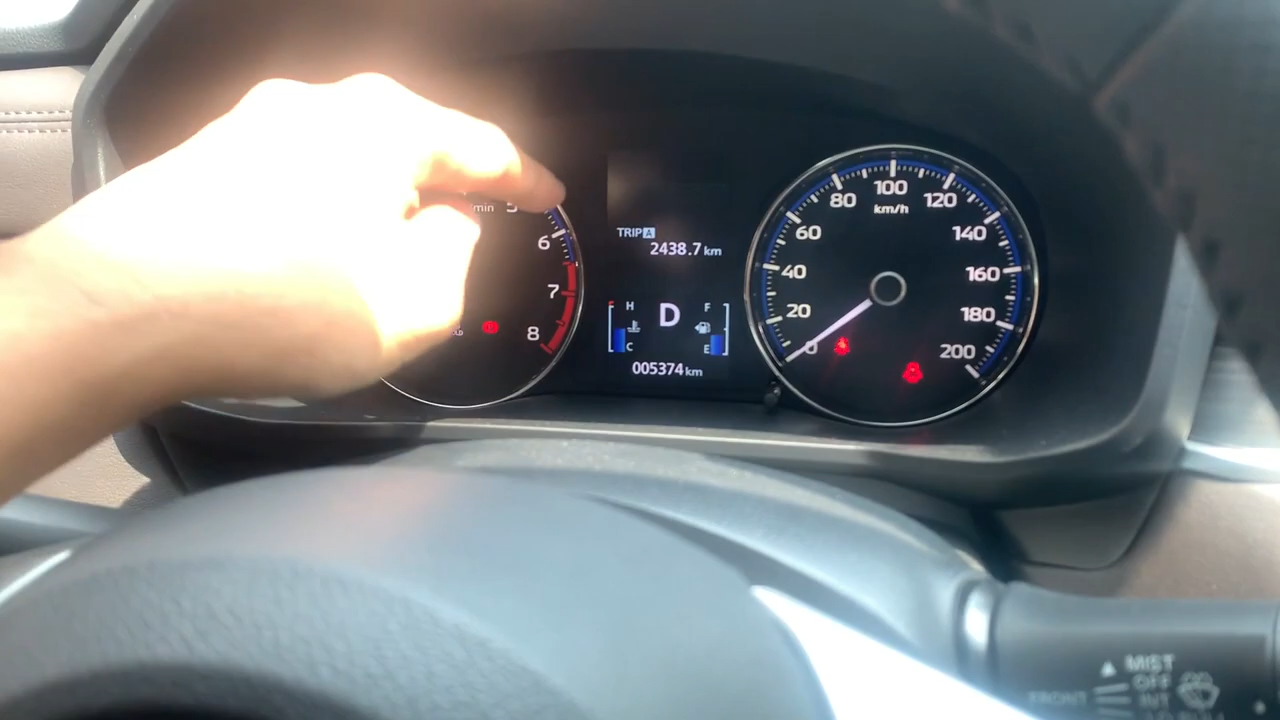 min 5
6
7
8
TRIP A
2438.7 km
H F
D
C E
005374 km
0
20
40
60
80
100
120
140
160
180
200
km/h
MIST
OFF
INT
FRONT